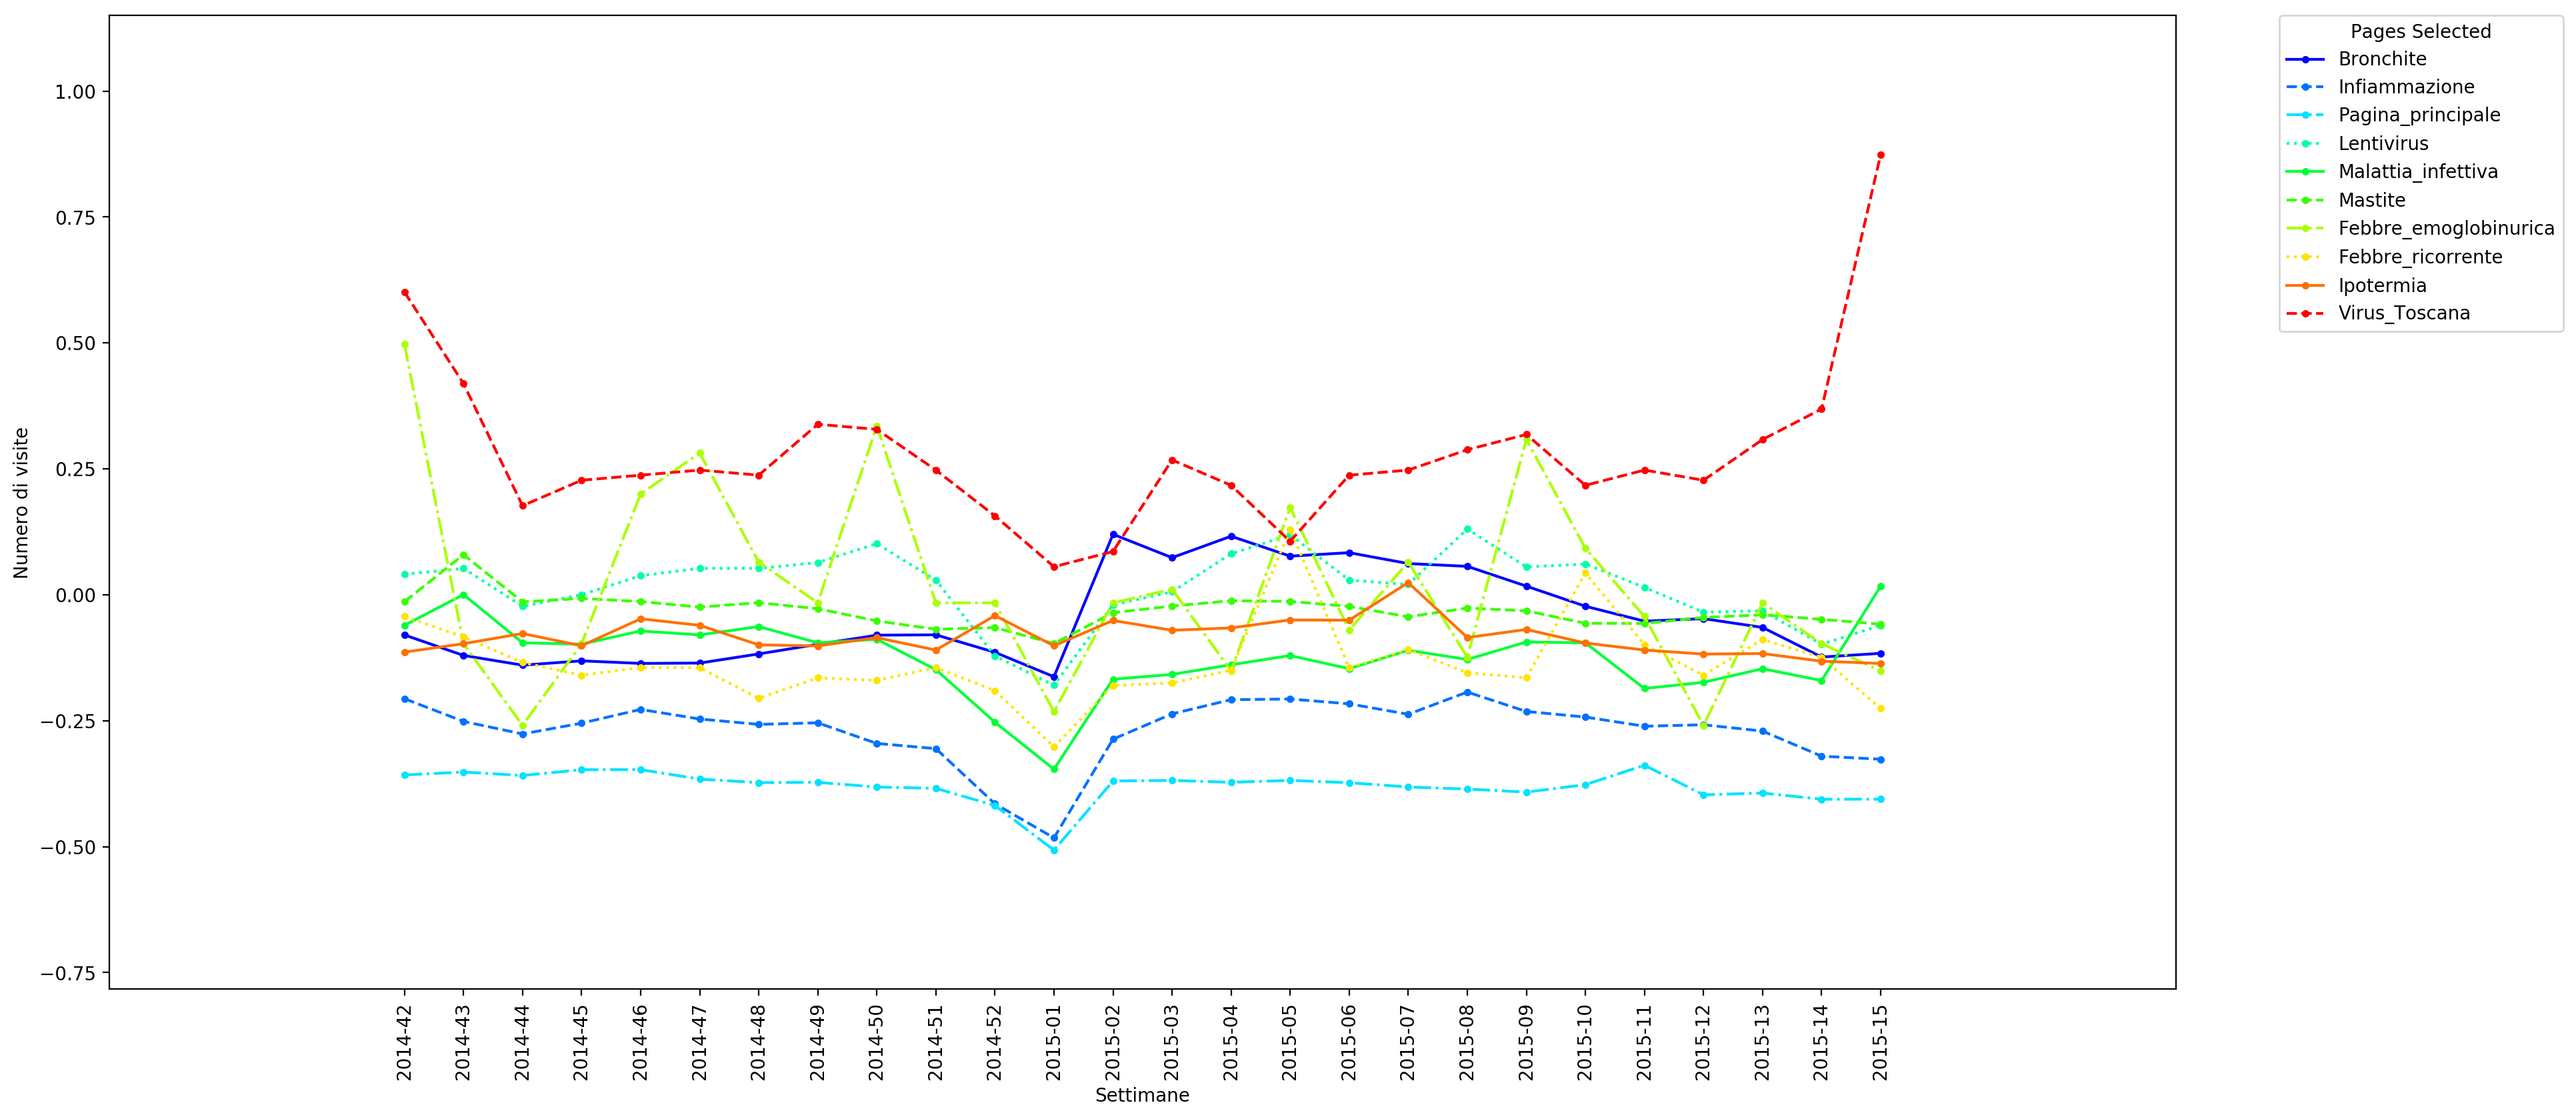 Pages Selected
Bronchite
Infiammazione
Pagina_principale
Lentivirus
Malattia_infettiva
Mastite
Febbre_emoglobinurica
Febbre_ricorrente
Ipotermia
Virus_Toscana
Numero di visite
1.00
0.75
0.50
0.25
0.00
−0.25
−0.50
−0.75
2014-42
2014-43
2014-44
2014-45
2014-46
2014-47
2014-48
2014-49
2014-50
2014-51
2014-52
2015-01
2015-02
2015-03
2015-04
2015-05
2015-06
2015-07
2015-08
2015-09
2015-10
2015-11
2015-12
2015-13
2015-14
2015-15
Settimane